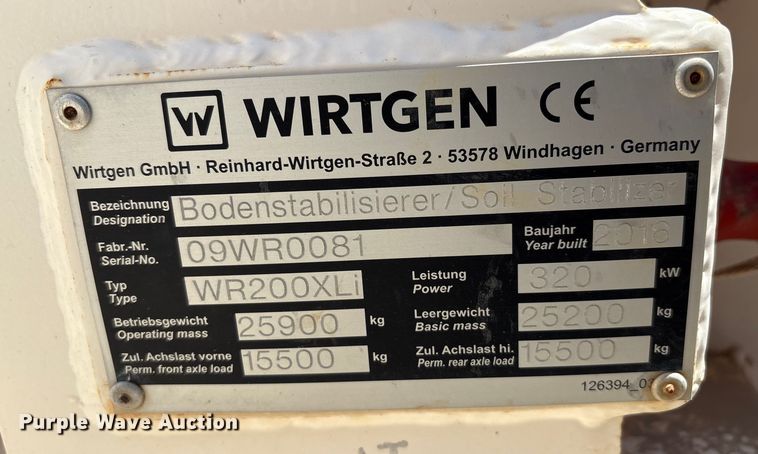 W WIRTGEN CE
Wirtgen GmbH · Reinhard-Wirtgen-Straße 2 · 53578 Windhagen · Germany
Bezeichnung
Designation
Bodenstabilisierer/Soil Stabilizer
Fabr.-Nr.
Serial-No.
09WR0081
Baujahr
Year built
2018
Typ
Type
WR200XLi
Leistung
Power
320 kW
Betriebsgewicht
Operating mass
25900 kg
Leergewicht
Basic mass
25200 kg
Zul. Achslast vorne
Perm. front axle load
15500 kg
Zul. Achslast hi.
Perm. rear axle load
15500 kg
Purple Wave Auction